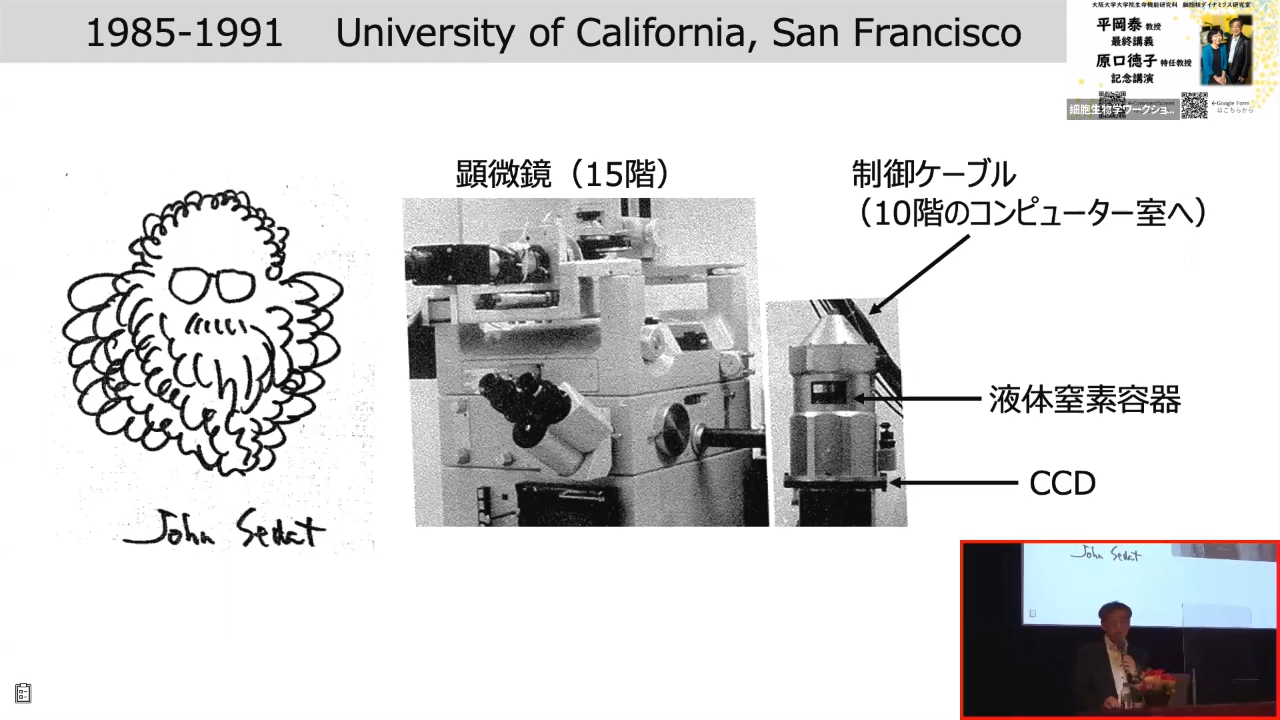 1985-1991 University of California, San Francisco
大阪大学大学院生命機能研究科 細胞核ダイナミクス研究室
平岡泰 教授
最終講義
原口徳子 特任教授
記念講演
細胞生物学ワークショ...
←CommentScreen
←Google Form
はこちらから
顕微鏡（15階）
制御ケーブル
（10階のコンピューター室へ）
液体窒素容器
CCD
John Sedat
John Sedat